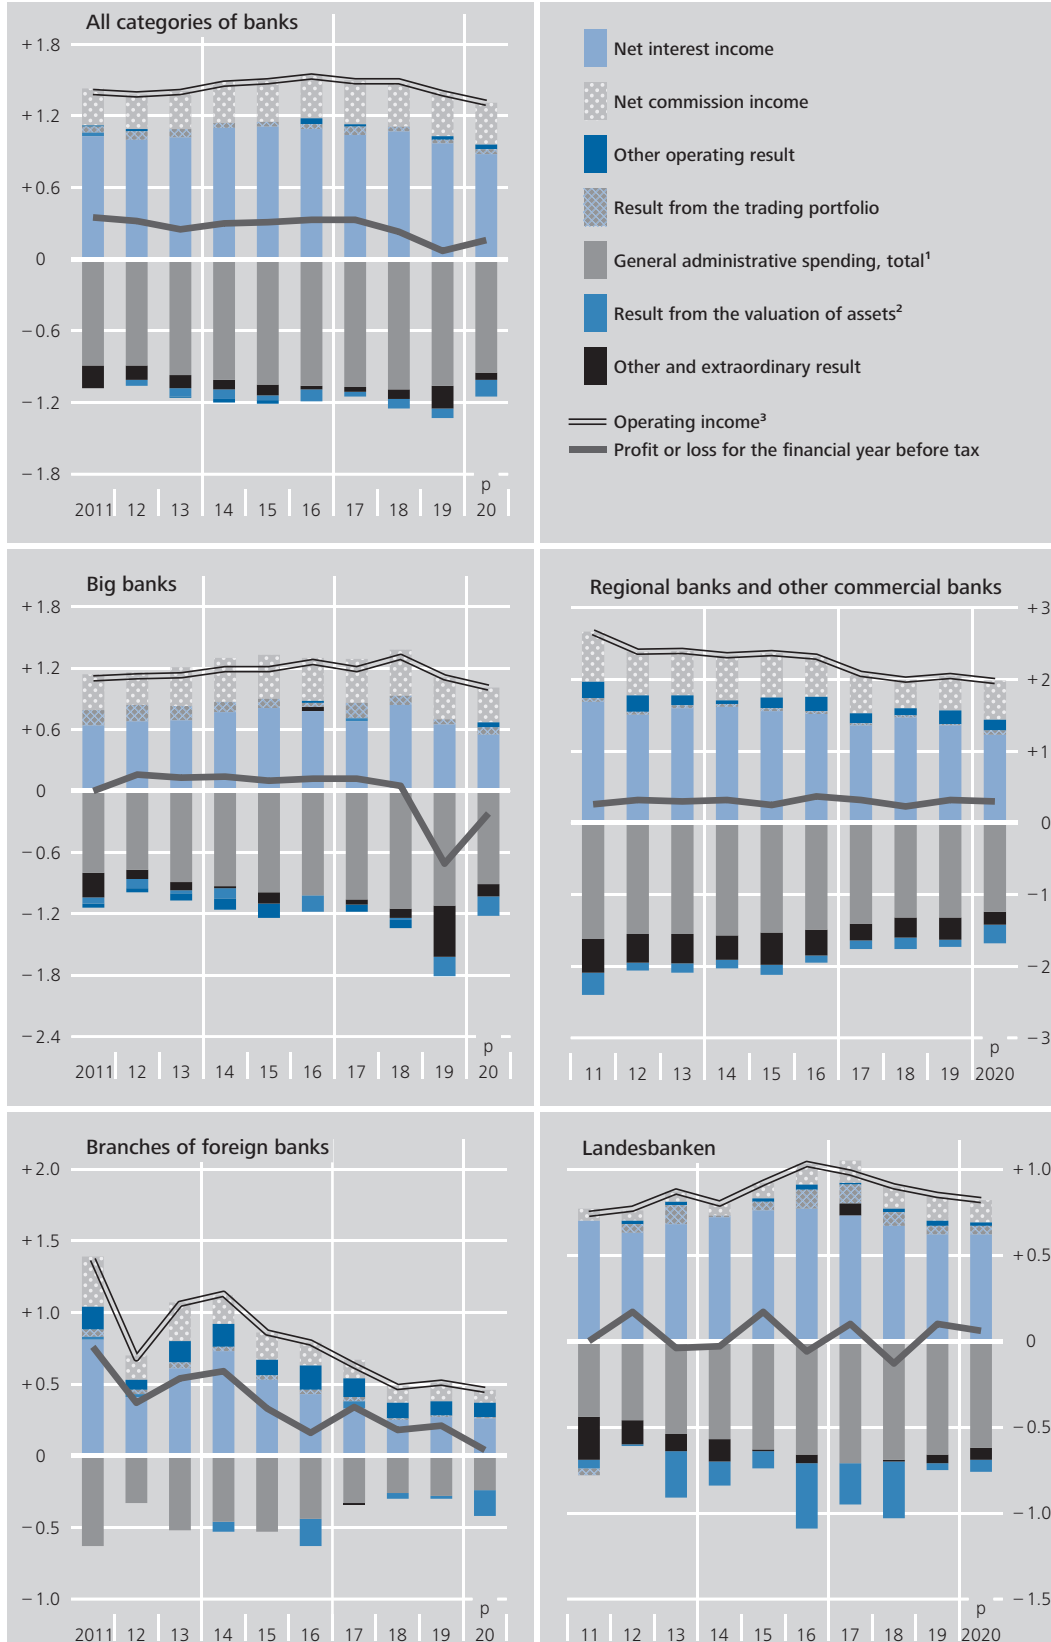 All categories of banks
+1.8
+1.2
+0.6
0
−0.6
−1.2
−1.8
p
2011 12 13 14 15 16 17 18 19 20
Net interest income
Net commission income
Other operating result
Result from the trading portfolio
General administrative spending, total¹
Result from the valuation of assets²
Other and extraordinary result
Operating income³
Profit or loss for the financial year before tax
Big banks
+1.8
+1.2
+0.6
0
−0.6
−1.2
−1.8
−2.4
p
2011 12 13 14 15 16 17 18 19 20
Regional banks and other commercial banks
+3
+2
+1
0
−1
−2
−3
p
11 12 13 14 15 16 17 18 19 2020
Branches of foreign banks
+2.0
+1.5
+1.0
+0.5
0
−0.5
−1.0
p
2011 12 13 14 15 16 17 18 19 20
Landesbanken
+1.0
+0.5
0
−0.5
−1.0
−1.5
p
11 12 13 14 15 16 17 18 19 2020